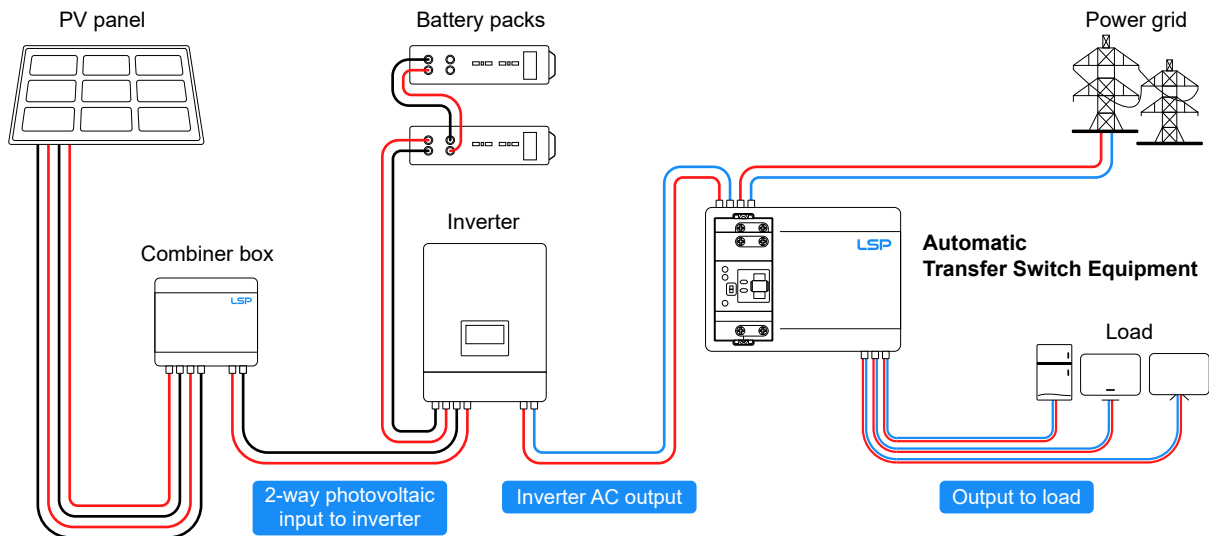 PV panel
Battery packs
Power grid
Inverter
Combiner box
LSP
LSP
Automatic
Transfer Switch Equipment
Load
2-way photovoltaic
input to inverter
Inverter AC output
Output to load